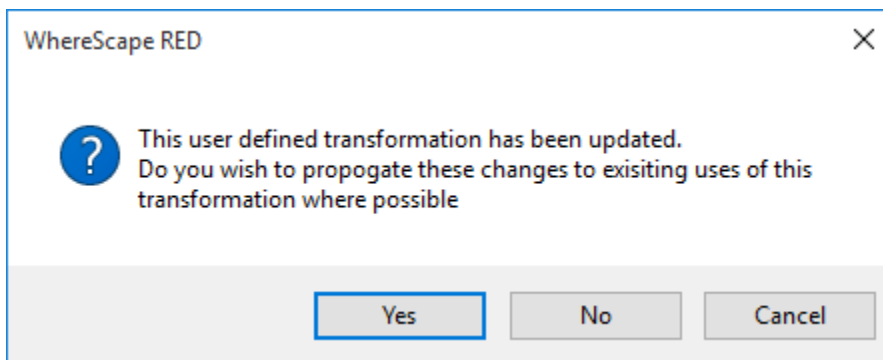 WhereScape RED
This user defined transformation has been updated.
Do you wish to propogate these changes to exisiting uses of this
transformation where possible
Yes
No
Cancel